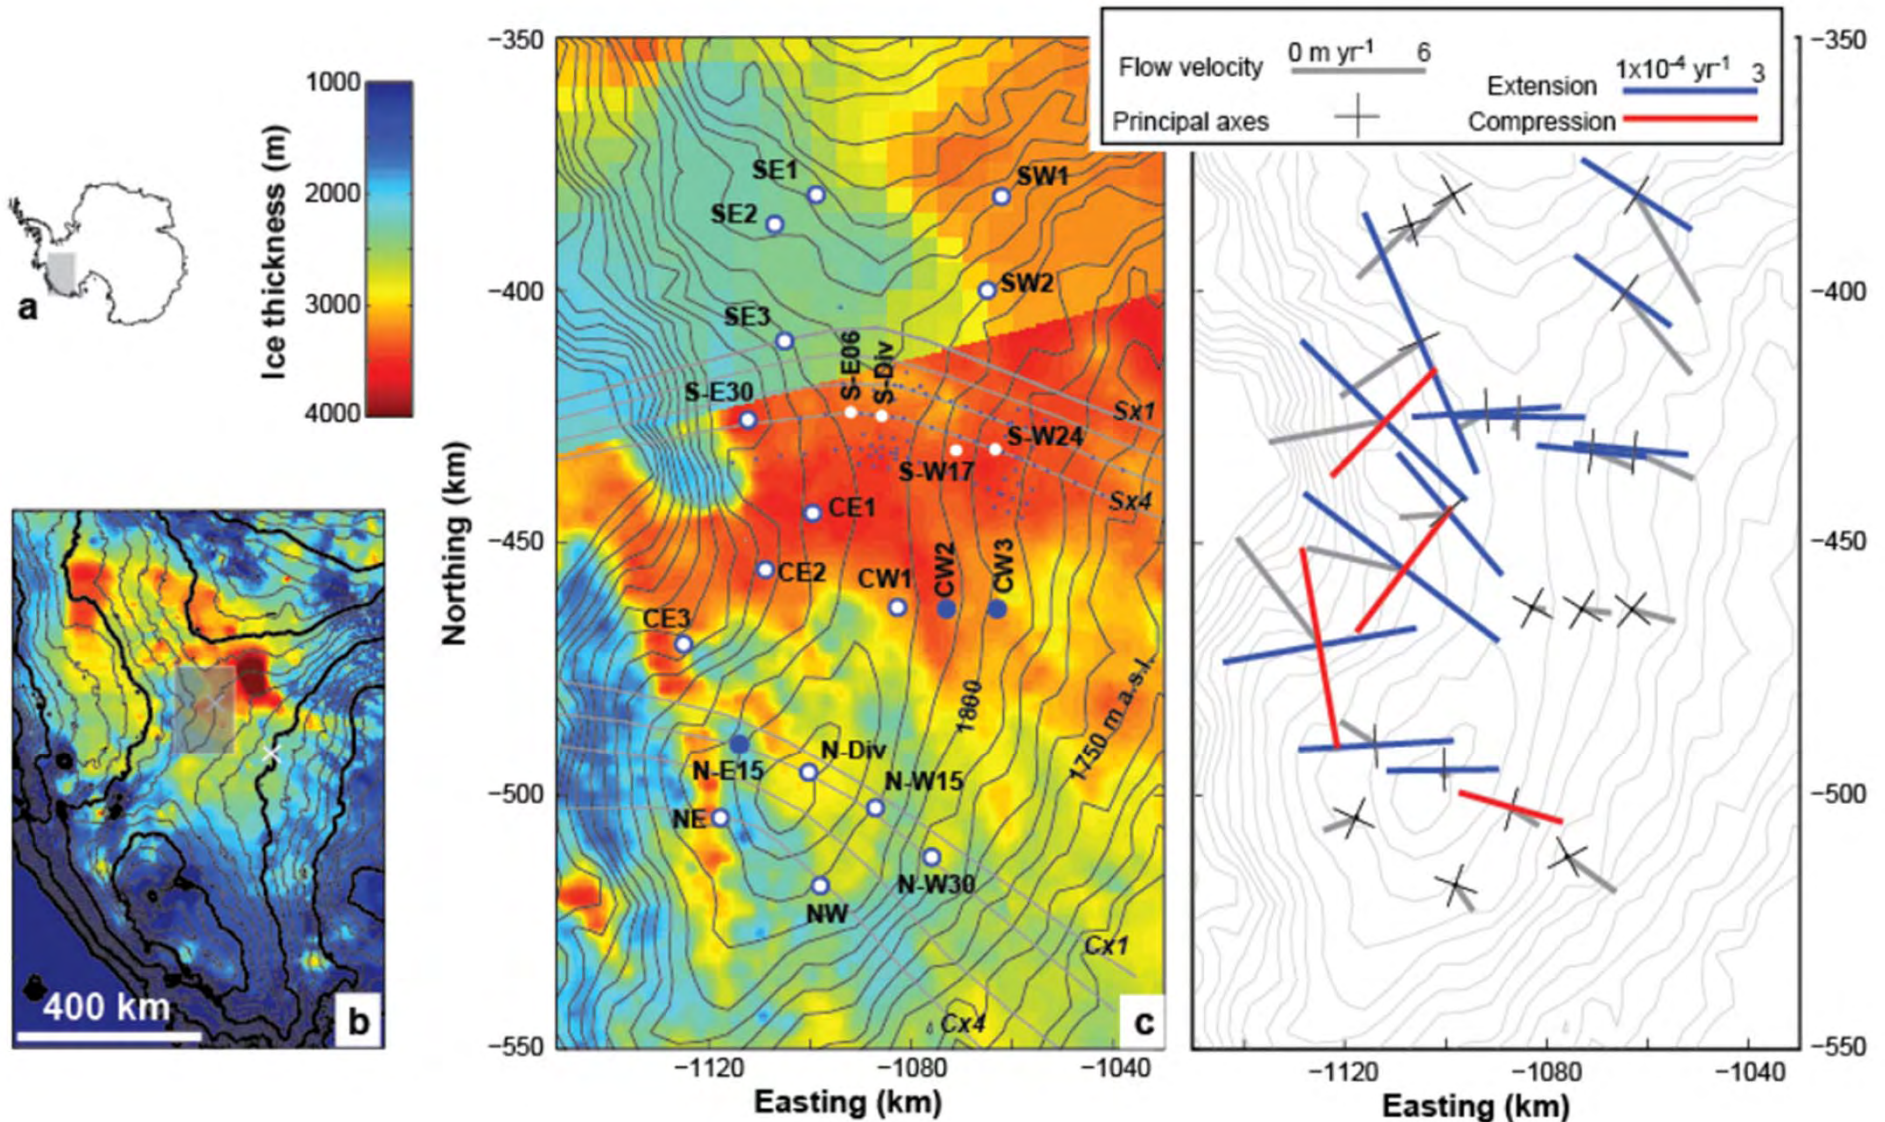 a
Ice thickness (m)
1000
2000
3000
4000
400 km
b
Northing (km)
−350
−400
−450
−500
−550
SE1
SW1
SE2
SW2
SE3
S-E06
S-Div
S-E30
Sx1
S-W24
S-W17
Sx4
CE1
CE2
CW1
CW2
CW3
CE3
1800
1750 m a.s.l.
N-Div
N-E15
N-W15
NE
N-W30
NW
Cx1
Cx4
c
−1120
−1080
−1040
Easting (km)
Flow velocity
0 m yr-1 6
Extension
1x10-4 yr-1 3
Principal axes
Compression
−350
−400
−450
−500
−550
−1120
−1080
−1040
Easting (km)